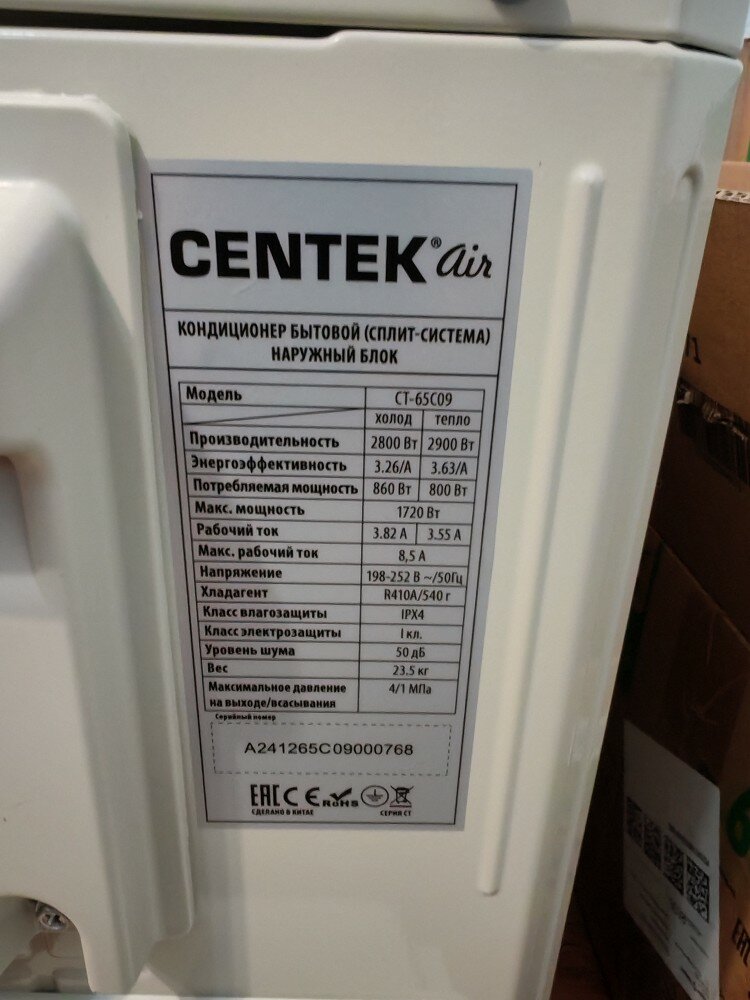 CENTEK® air
КОНДИЦИОНЕР БЫТОВОЙ (СПЛИТ-СИСТЕМА)
НАРУЖНЫЙ БЛОК
Модель CT-65C09
холод тепло
Производительность 2800 Вт 2900 Вт
Энергоэффективность 3.26/A 3.63/A
Потребляемая мощность 860 Вт 800 Вт
Макс. мощность 1720 Вт
Рабочий ток 3.82 А 3.55 А
Макс. рабочий ток 8,5 А
Напряжение 198-252 В ~/50Гц
Хладагент R410A/540 г
Класс влагозащиты IPX4
Класс электрозащиты I кл.
Уровень шума 50 дБ
Вес 23.5 кг
Максимальное давление 4/1 МПа
на выходе/всасывания
Серийный номер
A241265C09000768
EAC CE RoHS
СДЕЛАНО В КИТАЕ СЕРИЯ СТ